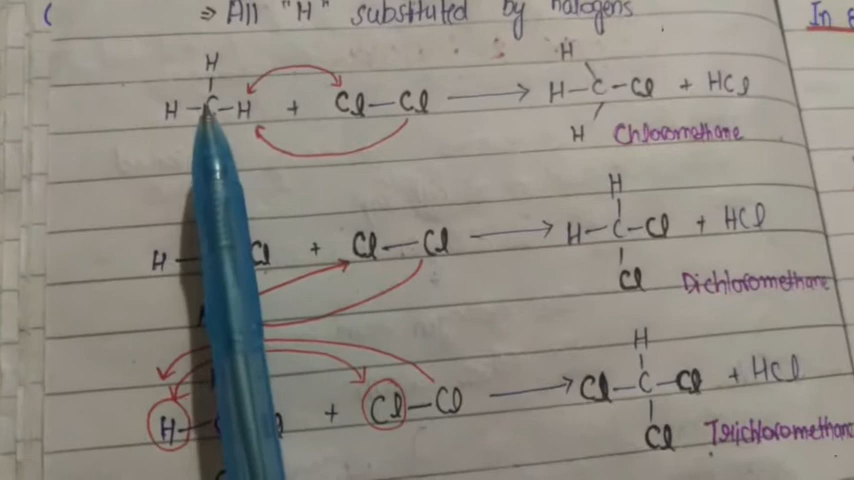 ⇒ All "H" substituted by halogens
In
H
H
H–C–H + Cl–Cl ⟶ H–C–Cl + HCl
H
Chloromethane
H
H– Cl + Cl–Cl ⟶ H–C–Cl + HCl
Cl
Dichloromethane
H
H– + Cl–Cl ⟶ Cl–C–Cl + HCl
Cl
Trichloromethane